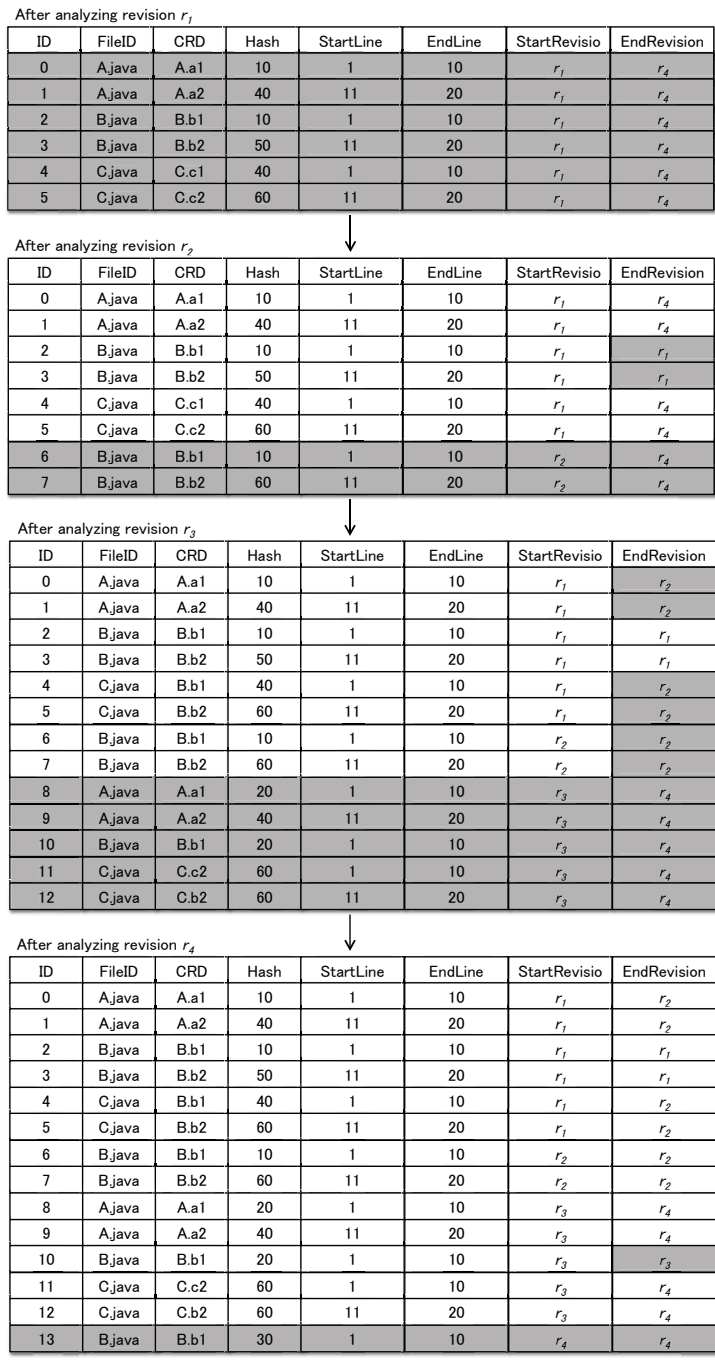 After analyzing revision r1
ID FileID CRD Hash StartLine EndLine StartRevisio EndRevision
0 A.java A.a1 10 1 10 r1 r4
1 A.java A.a2 40 11 20 r1 r4
2 B.java B.b1 10 1 10 r1 r4
3 B.java B.b2 50 11 20 r1 r4
4 C.java C.c1 40 1 10 r1 r4
5 C.java C.c2 60 11 20 r1 r4
After analyzing revision r2
ID FileID CRD Hash StartLine EndLine StartRevisio EndRevision
0 A.java A.a1 10 1 10 r1 r4
1 A.java A.a2 40 11 20 r1 r4
2 B.java B.b1 10 1 10 r1 r1
3 B.java B.b2 50 11 20 r1 r1
4 C.java C.c1 40 1 10 r1 r4
5 C.java C.c2 60 11 20 r1 r4
6 B.java B.b1 10 1 10 r2 r4
7 B.java B.b2 60 11 20 r2 r4
After analyzing revision r3
ID FileID CRD Hash StartLine EndLine StartRevisio EndRevision
0 A.java A.a1 10 1 10 r1 r2
1 A.java A.a2 40 11 20 r1 r2
2 B.java B.b1 10 1 10 r1 r1
3 B.java B.b2 50 11 20 r1 r1
4 C.java B.b1 40 1 10 r1 r2
5 C.java B.b2 60 11 20 r1 r2
6 B.java B.b1 10 1 10 r2 r2
7 B.java B.b2 60 11 20 r2 r2
8 A.java A.a1 20 1 10 r3 r4
9 A.java A.a2 40 11 20 r3 r4
10 B.java B.b1 20 1 10 r3 r4
11 C.java C.c2 60 1 10 r3 r4
12 C.java C.b2 60 11 20 r3 r4
After analyzing revision r4
ID FileID CRD Hash StartLine EndLine StartRevisio EndRevision
0 A.java A.a1 10 1 10 r1 r2
1 A.java A.a2 40 11 20 r1 r2
2 B.java B.b1 10 1 10 r1 r1
3 B.java B.b2 50 11 20 r1 r1
4 C.java B.b1 40 1 10 r1 r2
5 C.java B.b2 60 11 20 r1 r2
6 B.java B.b1 10 1 10 r2 r2
7 B.java B.b2 60 11 20 r2 r2
8 A.java A.a1 20 1 10 r3 r4
9 A.java A.a2 40 11 20 r3 r4
10 B.java B.b1 20 1 10 r3 r3
11 C.java C.c2 60 1 10 r3 r4
12 C.java C.b2 60 11 20 r3 r4
13 B.java B.b1 30 1 10 r4 r4